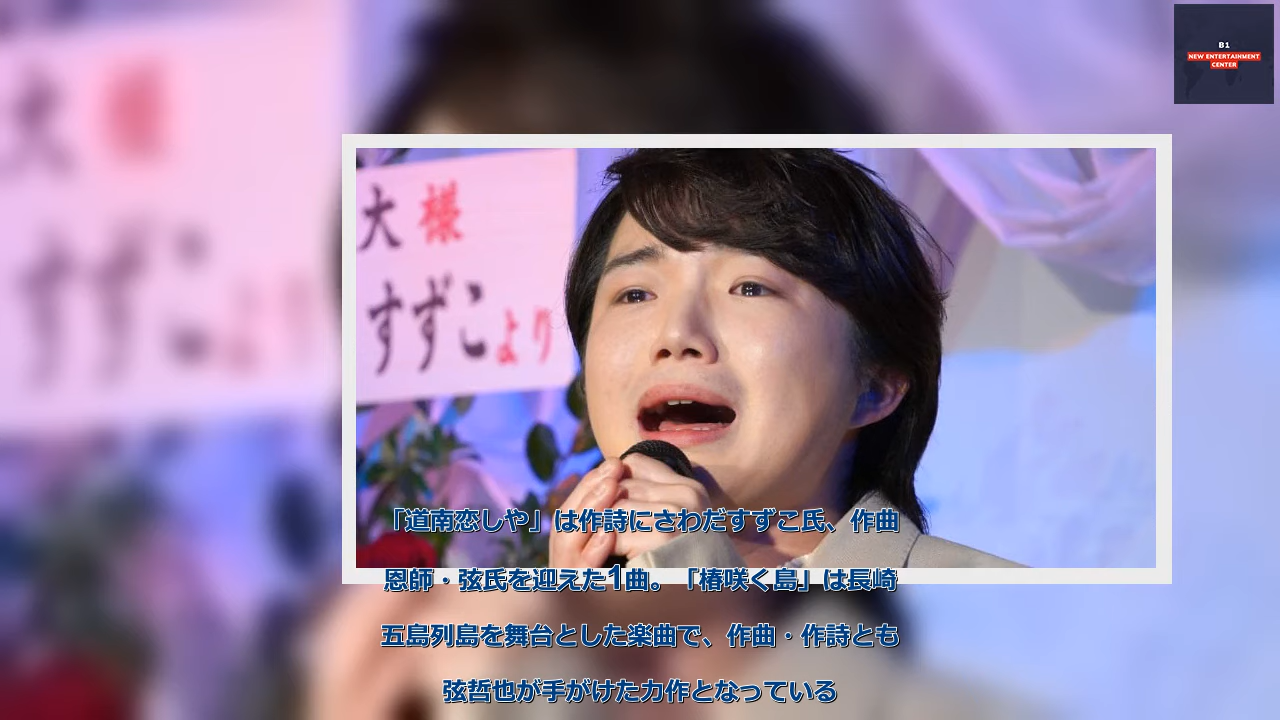 B1
NEW ENTERTAINMENT
CENTER
大様
すずこより
「道南恋しや」は作詩にさわだすずこ氏、作曲
恩師・弦氏を迎えた1曲。「椿咲く島」は長崎
五島列島を舞台とした楽曲で、作曲・作詩とも
弦哲也が手がけた力作となっている